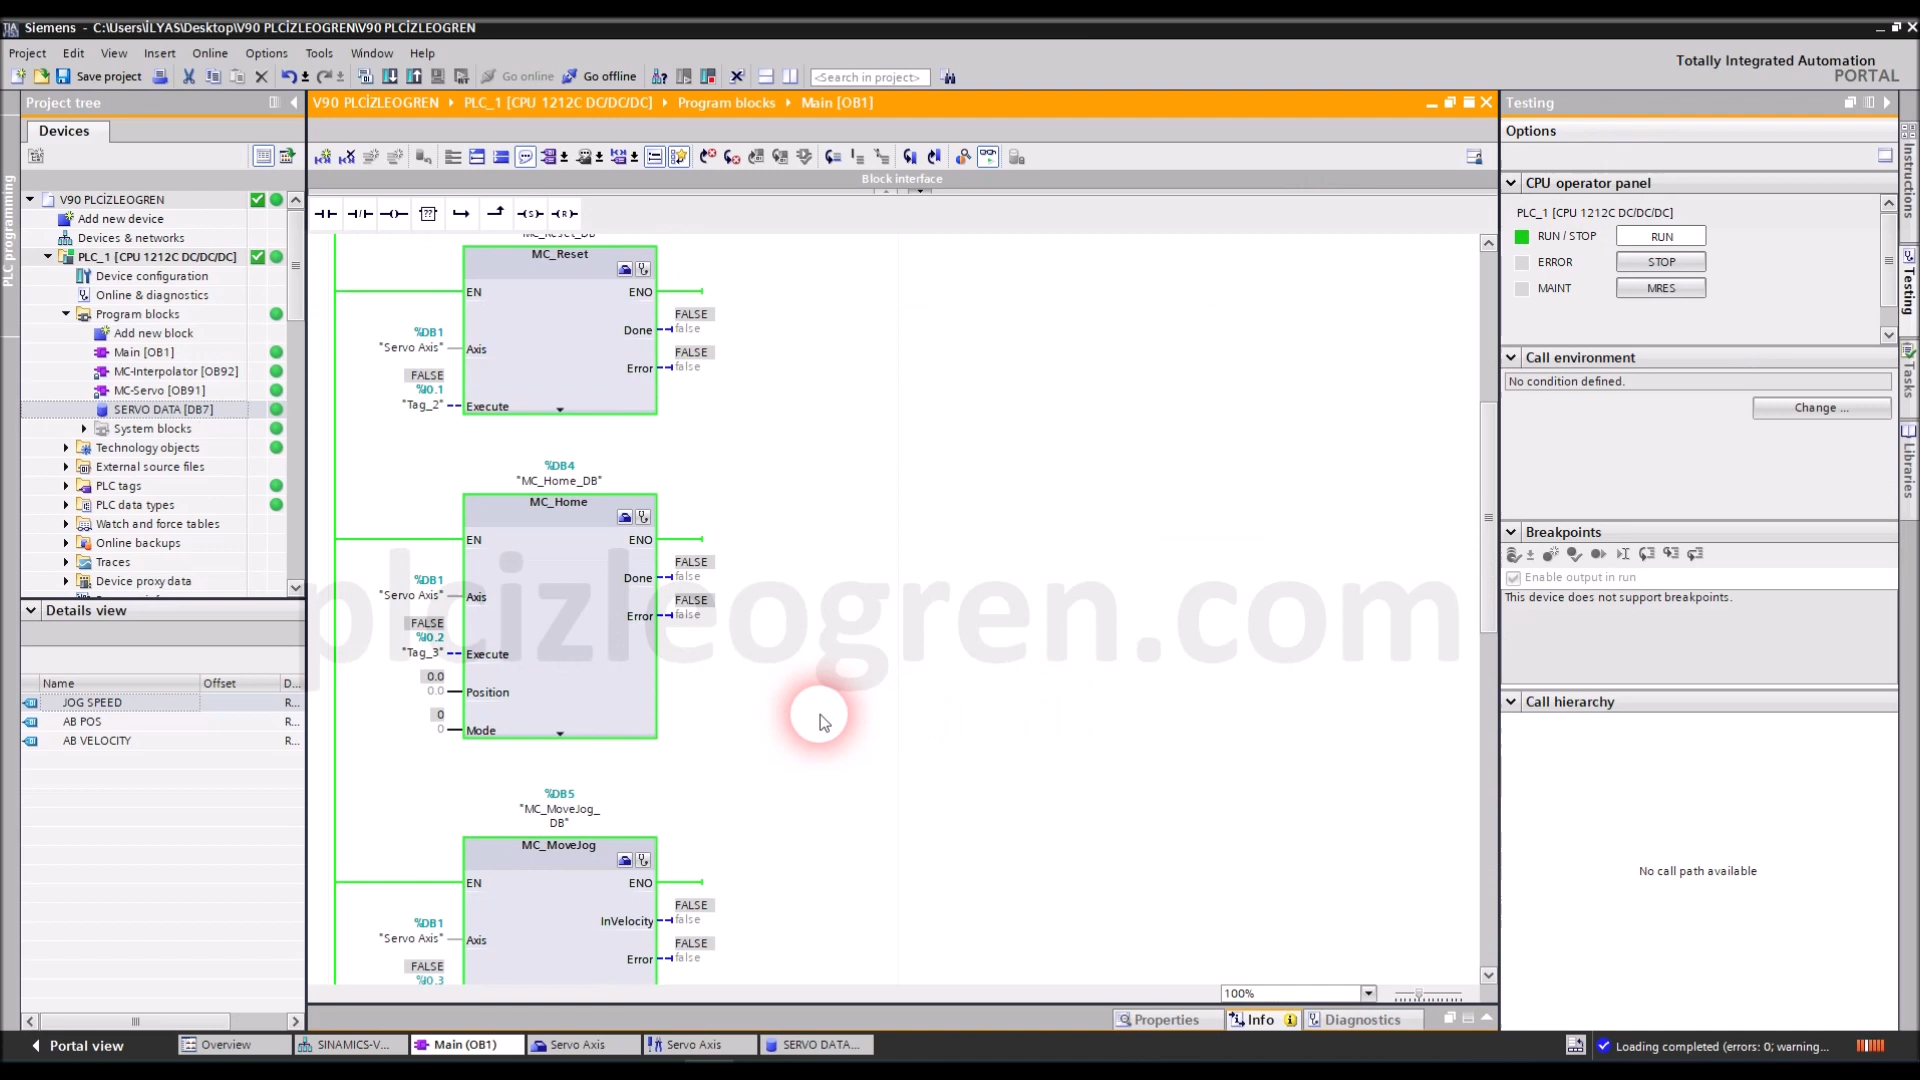 Siemens - C:\Users\İLYAS\Desktop\V90 PLCİZLEOGREN\V90 PLCİZLEOGREN
Project Edit View Insert Online Options Tools Window Help
Totally Integrated Automation
PORTAL
Save project
Go online
Go offline
<Search in project>
Project tree
Devices
PLC programming
V90 PLCİZLEOGREN
Add new device
Devices & networks
PLC_1 [CPU 1212C DC/DC/DC]
Device configuration
Online & diagnostics
Program blocks
Add new block
Main [OB1]
MC-Interpolator [OB92]
MC-Servo [OB91]
SERVO DATA [DB7]
System blocks
Technology objects
External source files
PLC tags
PLC data types
Watch and force tables
Online backups
Traces
Device proxy data
Details view
Name Offset D...
JOG SPEED R...
AB POS R...
AB VELOCITY R...
V90 PLCİZLEOGREN PLC_1 [CPU 1212C DC/DC/DC] Program blocks Main [OB1]
Block interface
MC_Reset
EN ENO
FALSE
Done false
%DB1
"Servo Axis" Axis
FALSE
Error false
FALSE
%I0.1
"Tag_2" Execute
%DB4
"MC_Home_DB"
MC_Home
EN ENO
FALSE
Done false
%DB1
"Servo Axis" Axis
FALSE
Error false
FALSE
%I0.2
"Tag_3" Execute
0.0
0.0 Position
0
0 Mode
%DB5
"MC_MoveJog_
DB"
MC_MoveJog
EN ENO
FALSE
InVelocity false
%DB1
"Servo Axis" Axis
FALSE
Error false
FALSE
%I0.3
plcizleogren.com
100%
Properties Info Diagnostics
Testing
Options
CPU operator panel
PLC_1 [CPU 1212C DC/DC/DC]
RUN / STOP RUN
ERROR STOP
MAINT MRES
Call environment
No condition defined.
Change ...
Breakpoints
Enable output in run
This device does not support breakpoints.
Call hierarchy
No call path available
Instructions
Testing
Tasks
Libraries
Portal view
Overview
SINAMICS-V...
Main (OB1)
Servo Axis
Servo Axis
SERVO DATA...
Loading completed (errors: 0; warning...